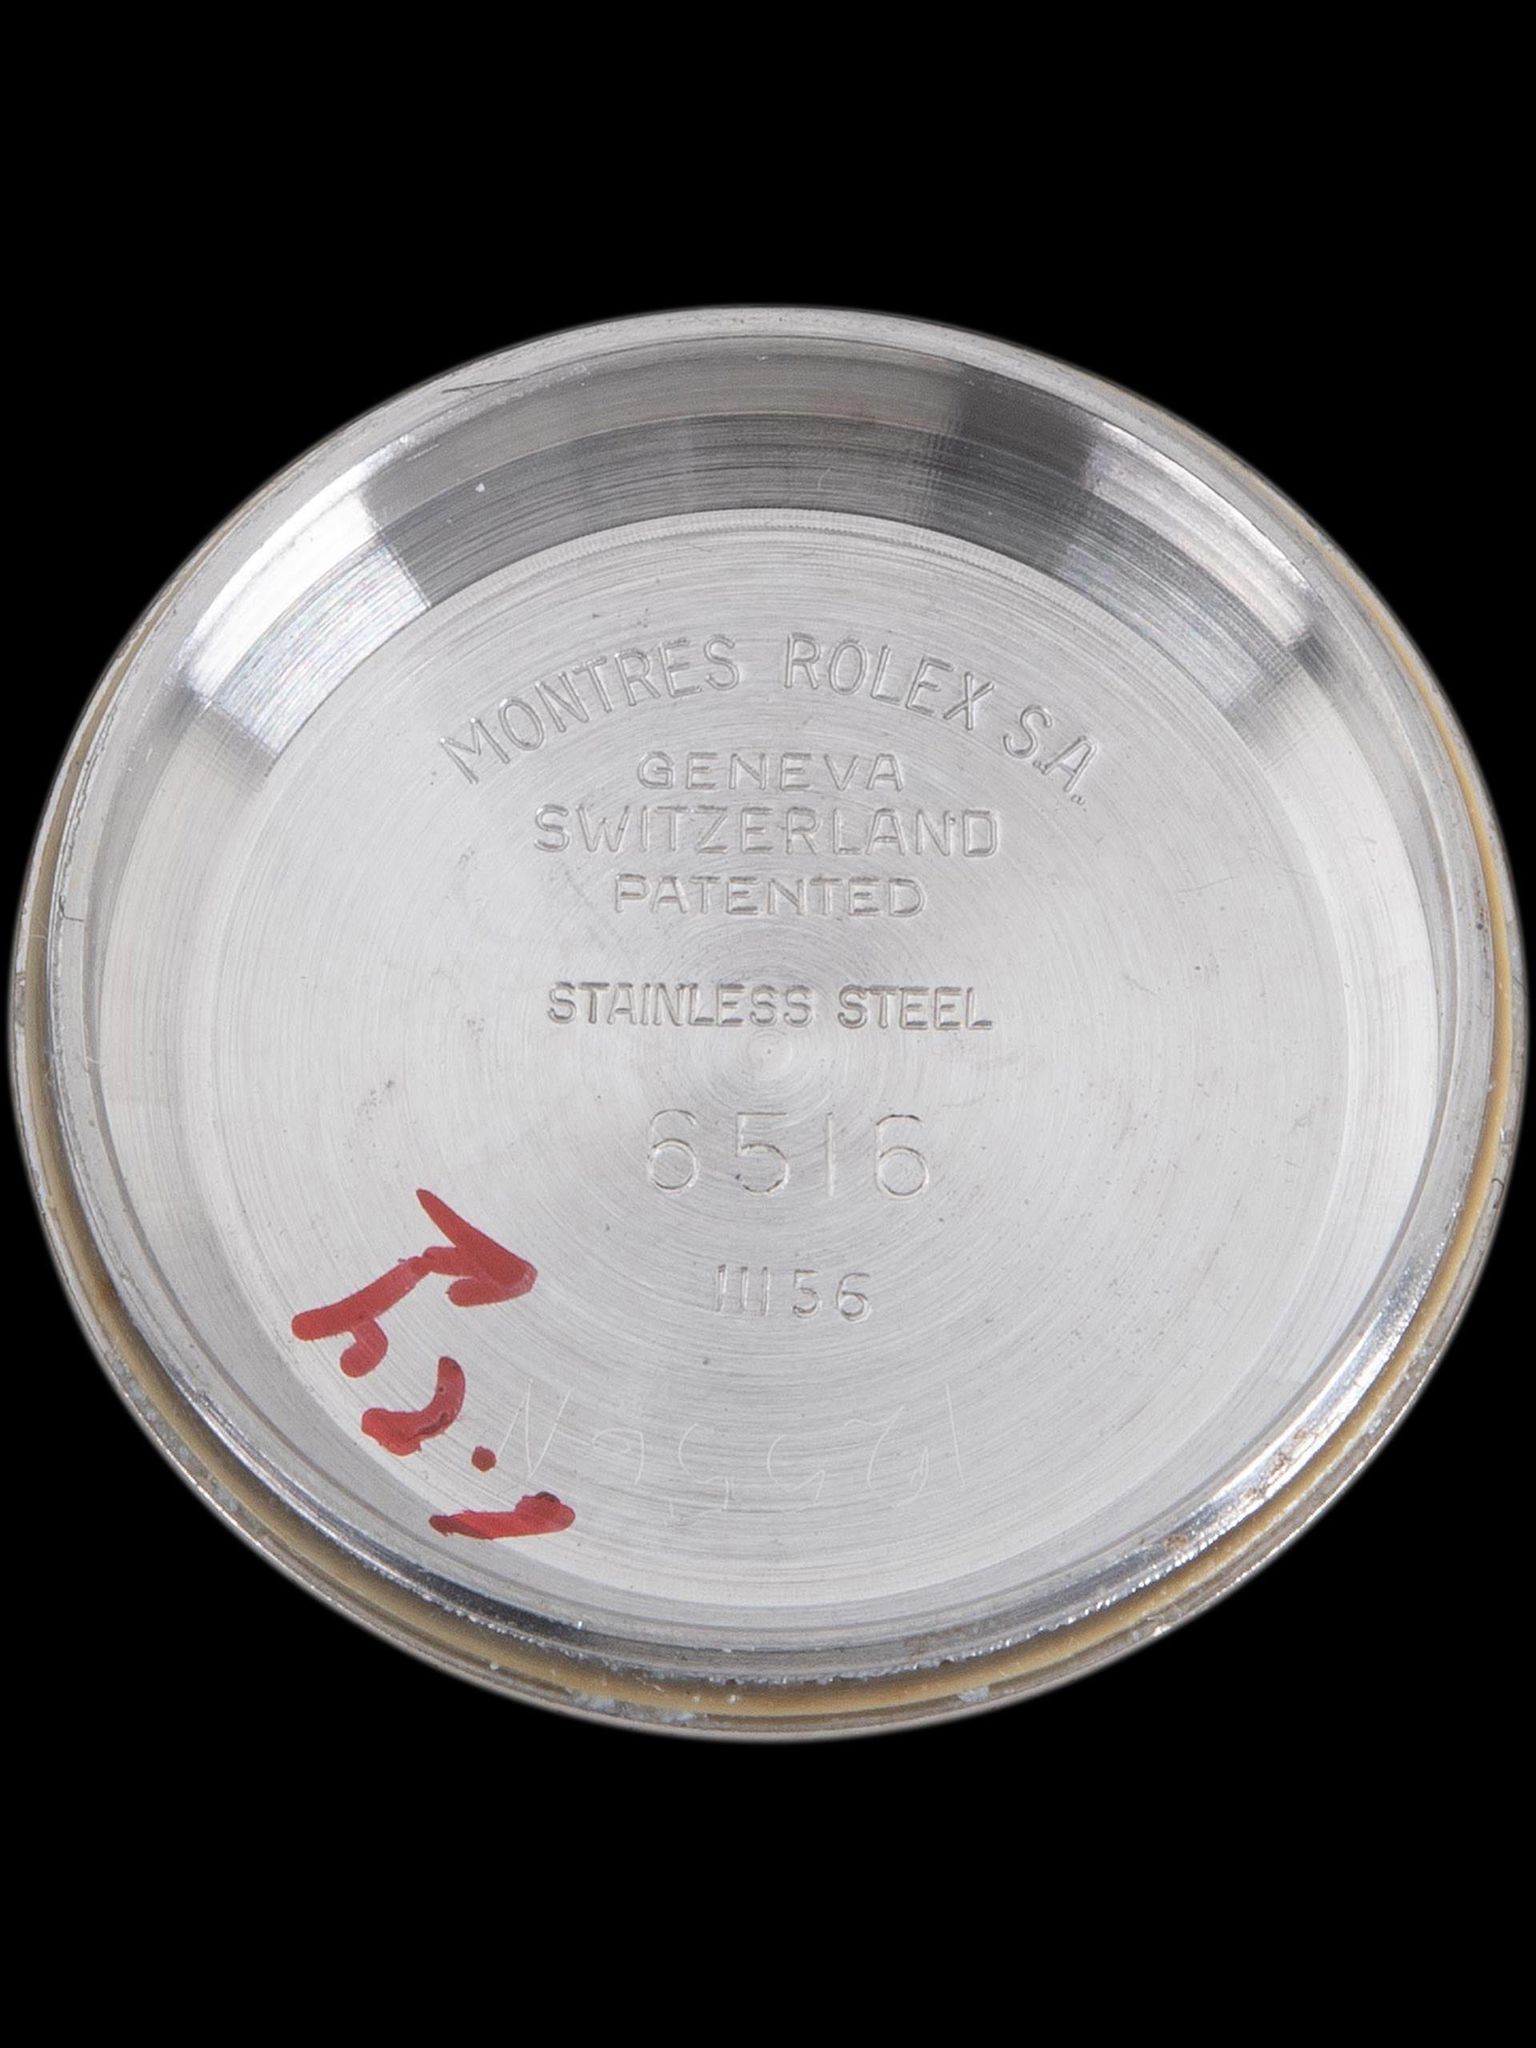 MONTRES ROLEX S.A.
GENEVA
SWITZERLAND
PATENTED
STAINLESS STEEL
6516
III 56